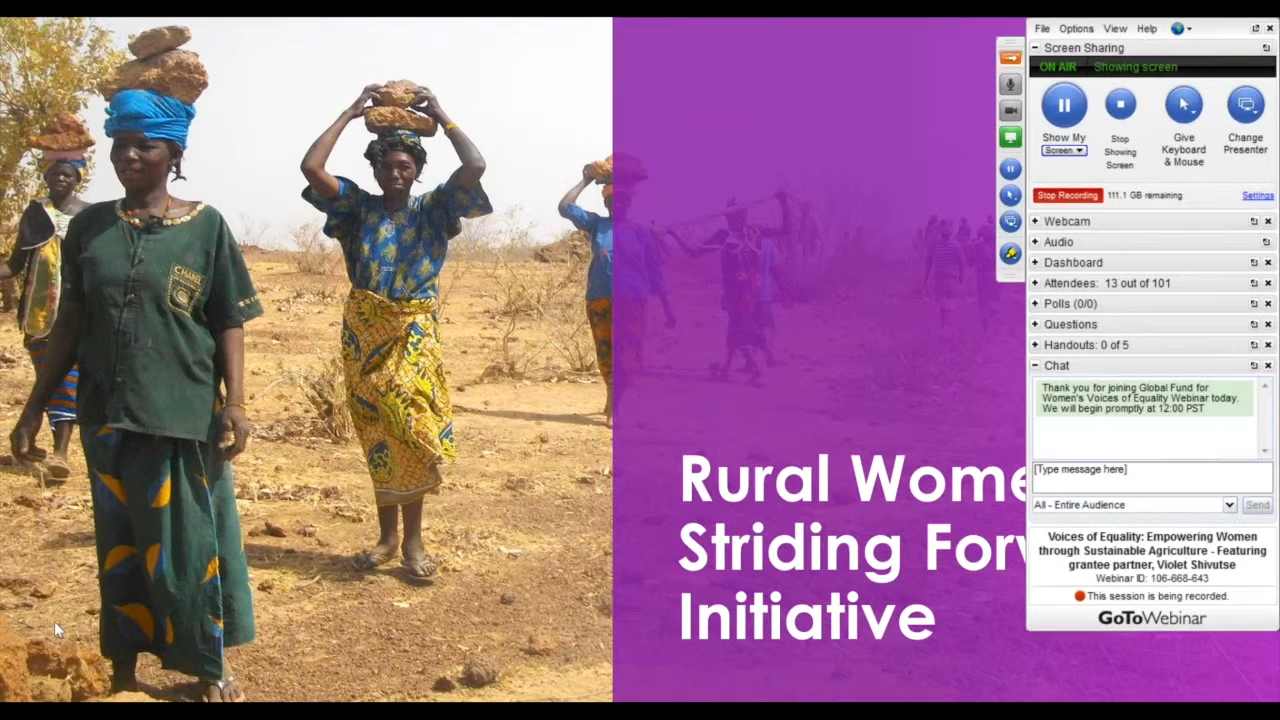 File Options View Help
Screen Sharing
ON AIR Showing screen
Show My
Screen
Stop
Showing
Screen
Give
Keyboard
& Mouse
Change
Presenter
Stop Recording 111.1 GB remaining Settings
Webcam
Audio
Dashboard
Attendees: 13 out of 101
Polls (0/0)
Questions
Handouts: 0 of 5
Chat
Thank you for joining Global Fund for
Women's Voices of Equality Webinar today.
We will begin promptly at 12:00 PST
[Type message here]
All - Entire Audience Send
Voices of Equality: Empowering Women
through Sustainable Agriculture - Featuring
grantee partner, Violet Shivutse
Webinar ID: 106-668-643
This session is being recorded.
GoToWebinar
Rural Wome
Striding Forw
Initiative
CHANEL